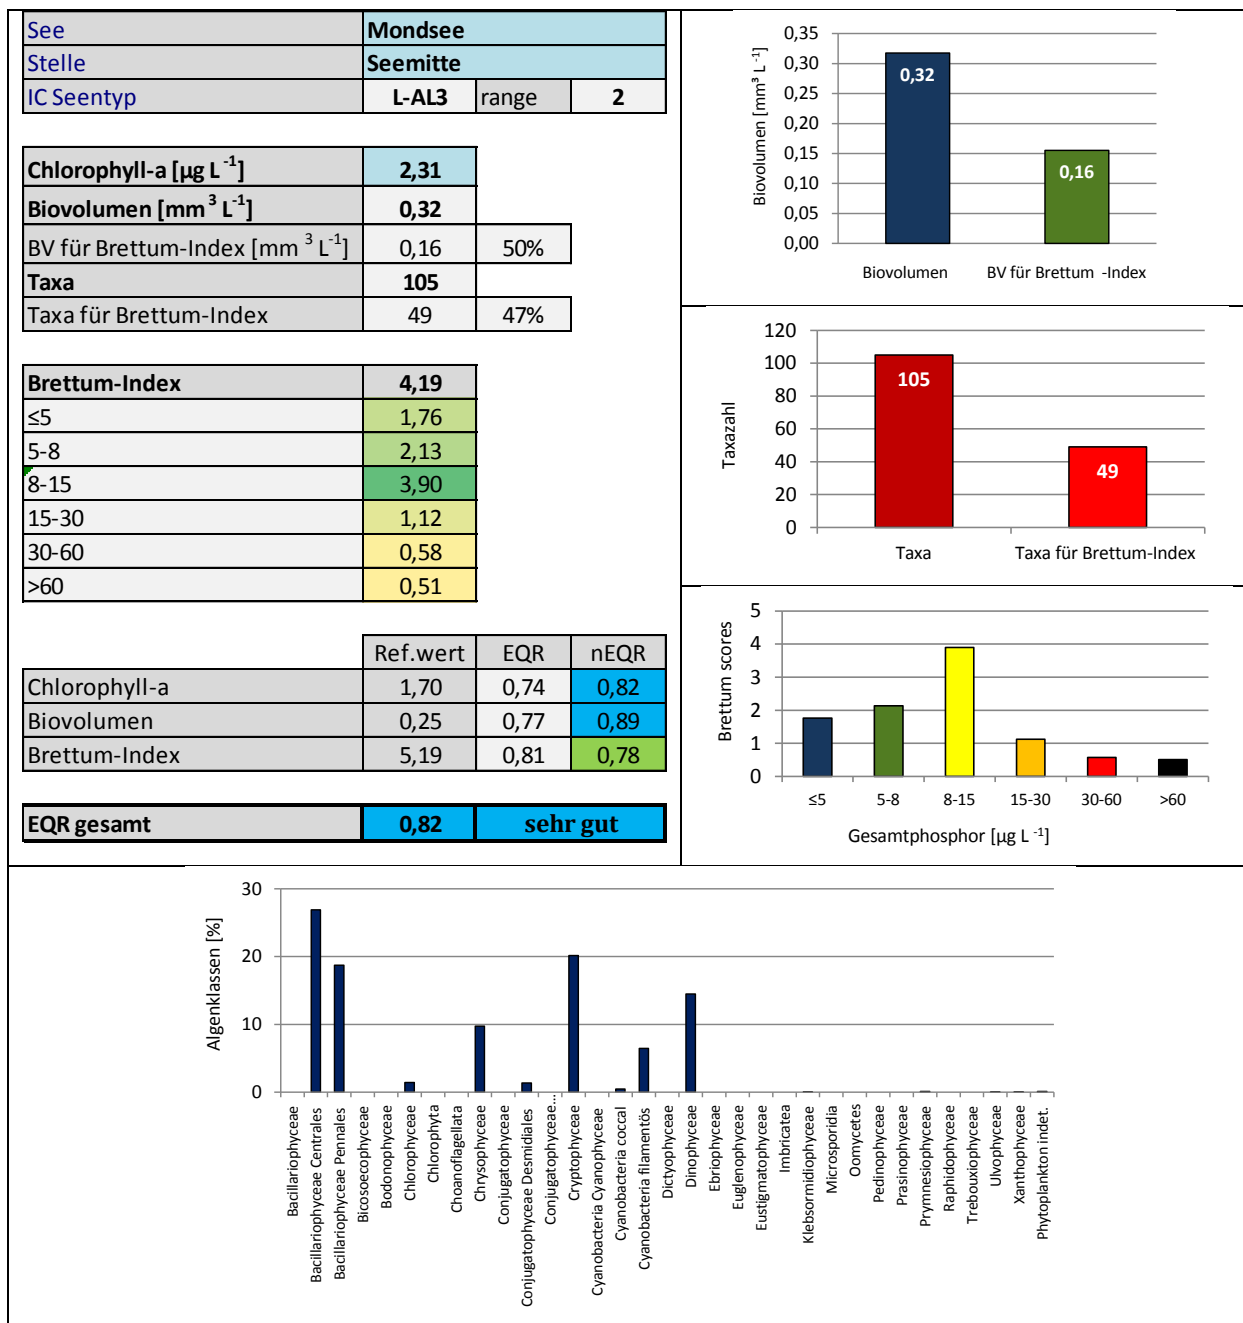 See Mondsee
Stelle Seemitte
IC Seentyp L-AL3 range 2
Chlorophyll-a [µg L⁻¹] 2,31
Biovolumen [mm³ L⁻¹] 0,32
BV für Brettum-Index [mm ³ L⁻¹] 0,16 50%
Taxa 105
Taxa für Brettum-Index 49 47%
Brettum-Index 4,19
≤5 1,76
5-8 2,13
8-15 3,90
15-30 1,12
30-60 0,58
>60 0,51
Ref.wert EQR nEQR
Chlorophyll-a 1,70 0,74 0,82
Biovolumen 0,25 0,77 0,89
Brettum-Index 5,19 0,81 0,78
EQR gesamt 0,82 sehr gut
Biovolumen [mm³ L⁻¹]
0,35
0,30
0,25
0,20
0,15
0,10
0,05
0,00
0,32
0,16
Biovolumen BV für Brettum -Index
Taxazahl
120
100
80
60
40
20
0
105
49
Taxa Taxa für Brettum-Index
Brettum scores
5
4
3
2
1
0
≤5 5-8 8-15 15-30 30-60 >60
Gesamtphosphor [µg L⁻¹]
Algenklassen [%]
30
20
10
0
Bacillariophyceae
Bacillariophyceae Centrales
Bacillariophyceae Pennales
Bicosoecophyceae
Bodonophyceae
Chlorophyceae
Chlorophyta
Choanoflagellata
Chrysophyceae
Conjugatophyceae
Conjugatophyceae Desmidiales
Conjugatophyceae...
Cryptophyceae
Cyanobacteria Cyanophyceae
Cyanobacteria coccal
Cyanobacteria filamentös
Dictyophyceae
Dinophyceae
Ebriophyceae
Euglenophyceae
Eustigmatophyceae
Imbricatea
Klebsormidiophyceae
Microsporidia
Oomycetes
Pedinophyceae
Prasinophyceae
Prymnesiophyceae
Raphidophyceae
Trebouxiophyceae
Ulvophyceae
Xanthophyceae
Phytoplankton indet.